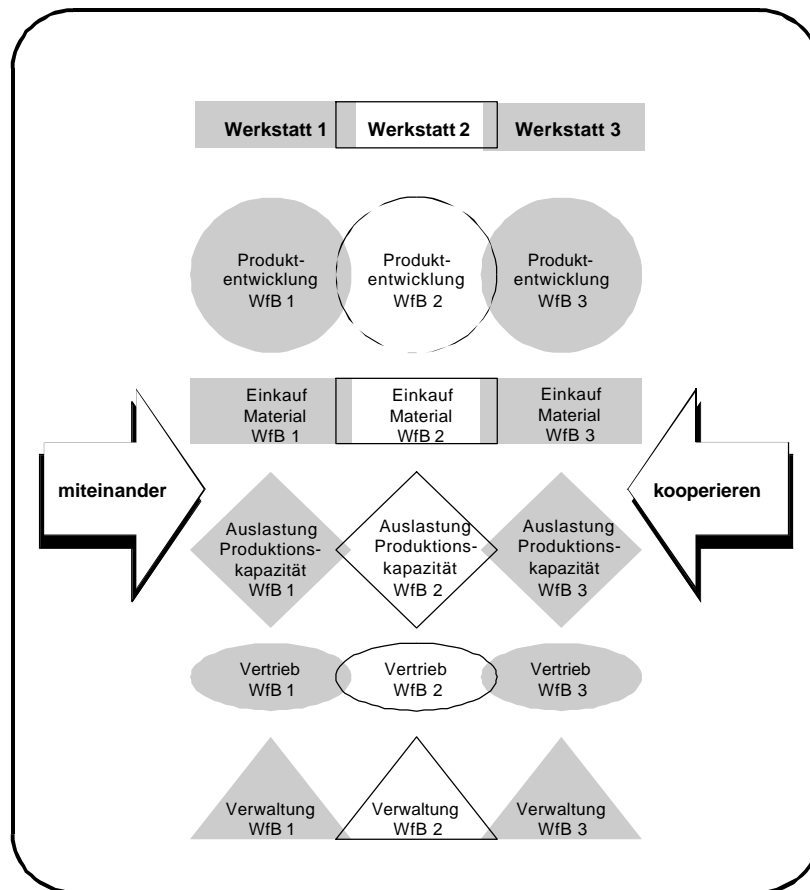 Werkstatt 1 Werkstatt 2 Werkstatt 3
Produkt-
entwicklung
WfB 1
Produkt-
entwicklung
WfB 2
Produkt-
entwicklung
WfB 3
Einkauf
Material
WfB 1
Einkauf
Material
WfB 2
Einkauf
Material
WfB 3
miteinander
kooperieren
Auslastung
Produktions-
kapazität
WfB 1
Auslastung
Produktions-
kapazität
WfB 2
Auslastung
Produktions-
kapazität
WfB 3
Vertrieb
WfB 1
Vertrieb
WfB 2
Vertrieb
WfB 3
Verwaltung
WfB 1
Verwaltung
WfB 2
Verwaltung
WfB 3